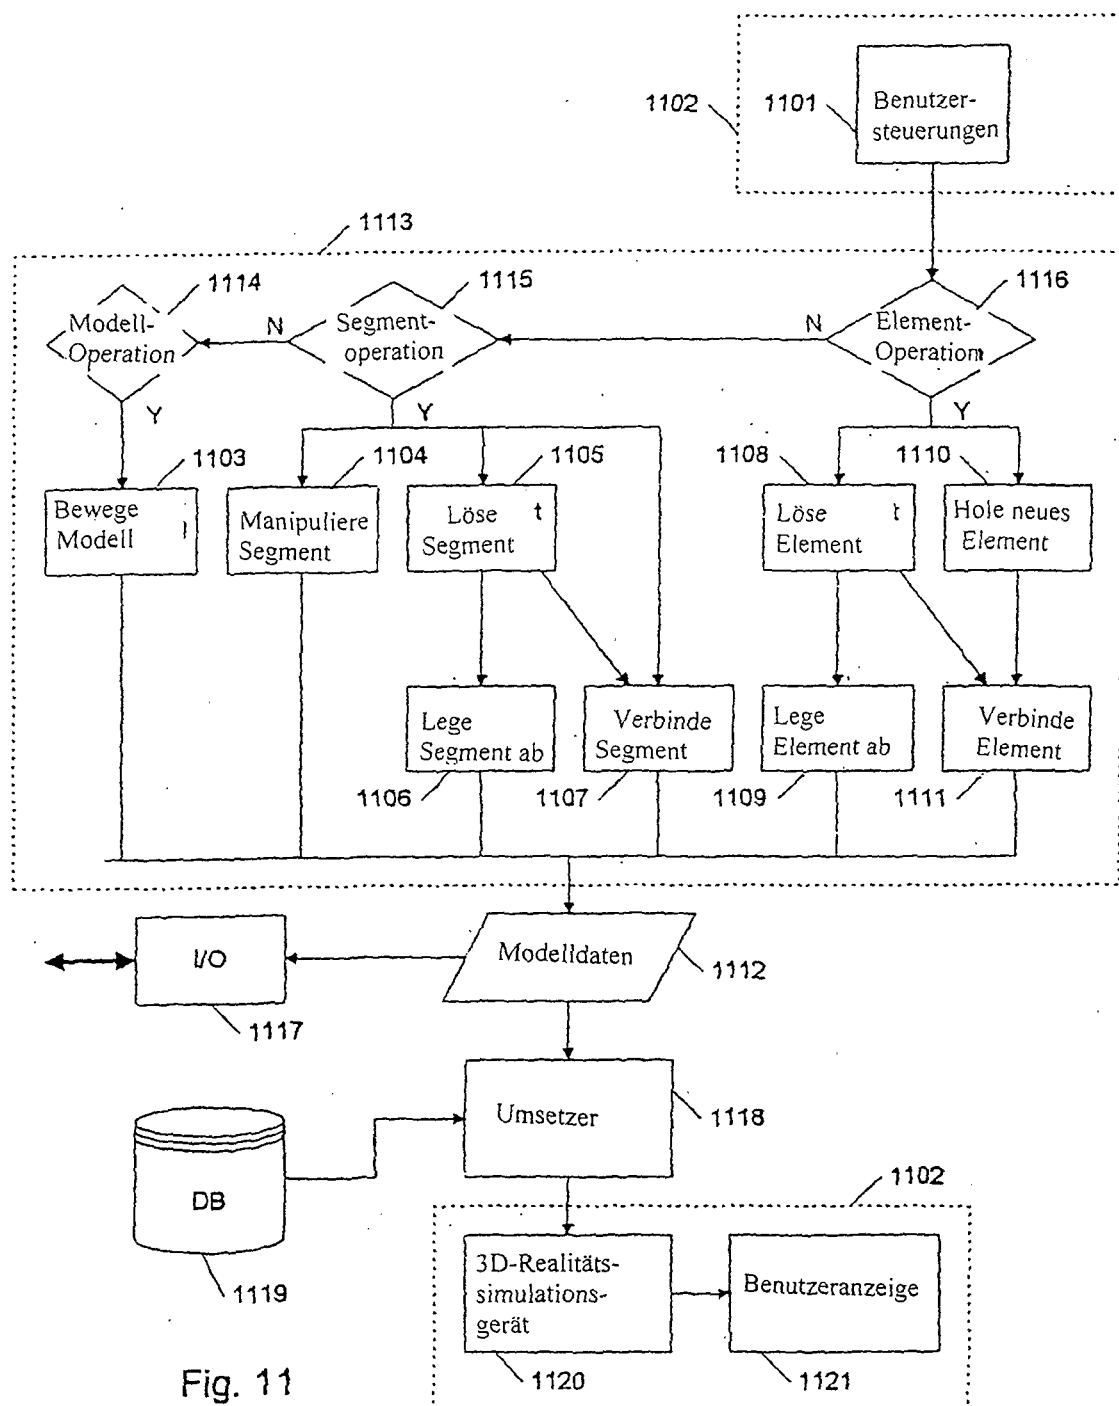 1102
1101
Benutzer-
steuerungen
1113
1114
1115
1116
Modell-
Operation
N
Segment-
operation
N
Element-
Operation
Y
Y
Y
1103
1104
1105
1108
1110
Bewege
Modell
Manipuliere
Segment
Löse
Segment
Löse
Element
Hole neues
Element
Lege
Segment ab
Verbinde
Segment
Lege
Element ab
Verbinde
Element
1106
1107
1109
1111
I/O
Modelldaten
1112
1117
Umsetzer
1118
DB
1119
1102
3D-Realitäts-
simulations-
gerät
Benutzeranzeige
1120
1121
Fig. 11